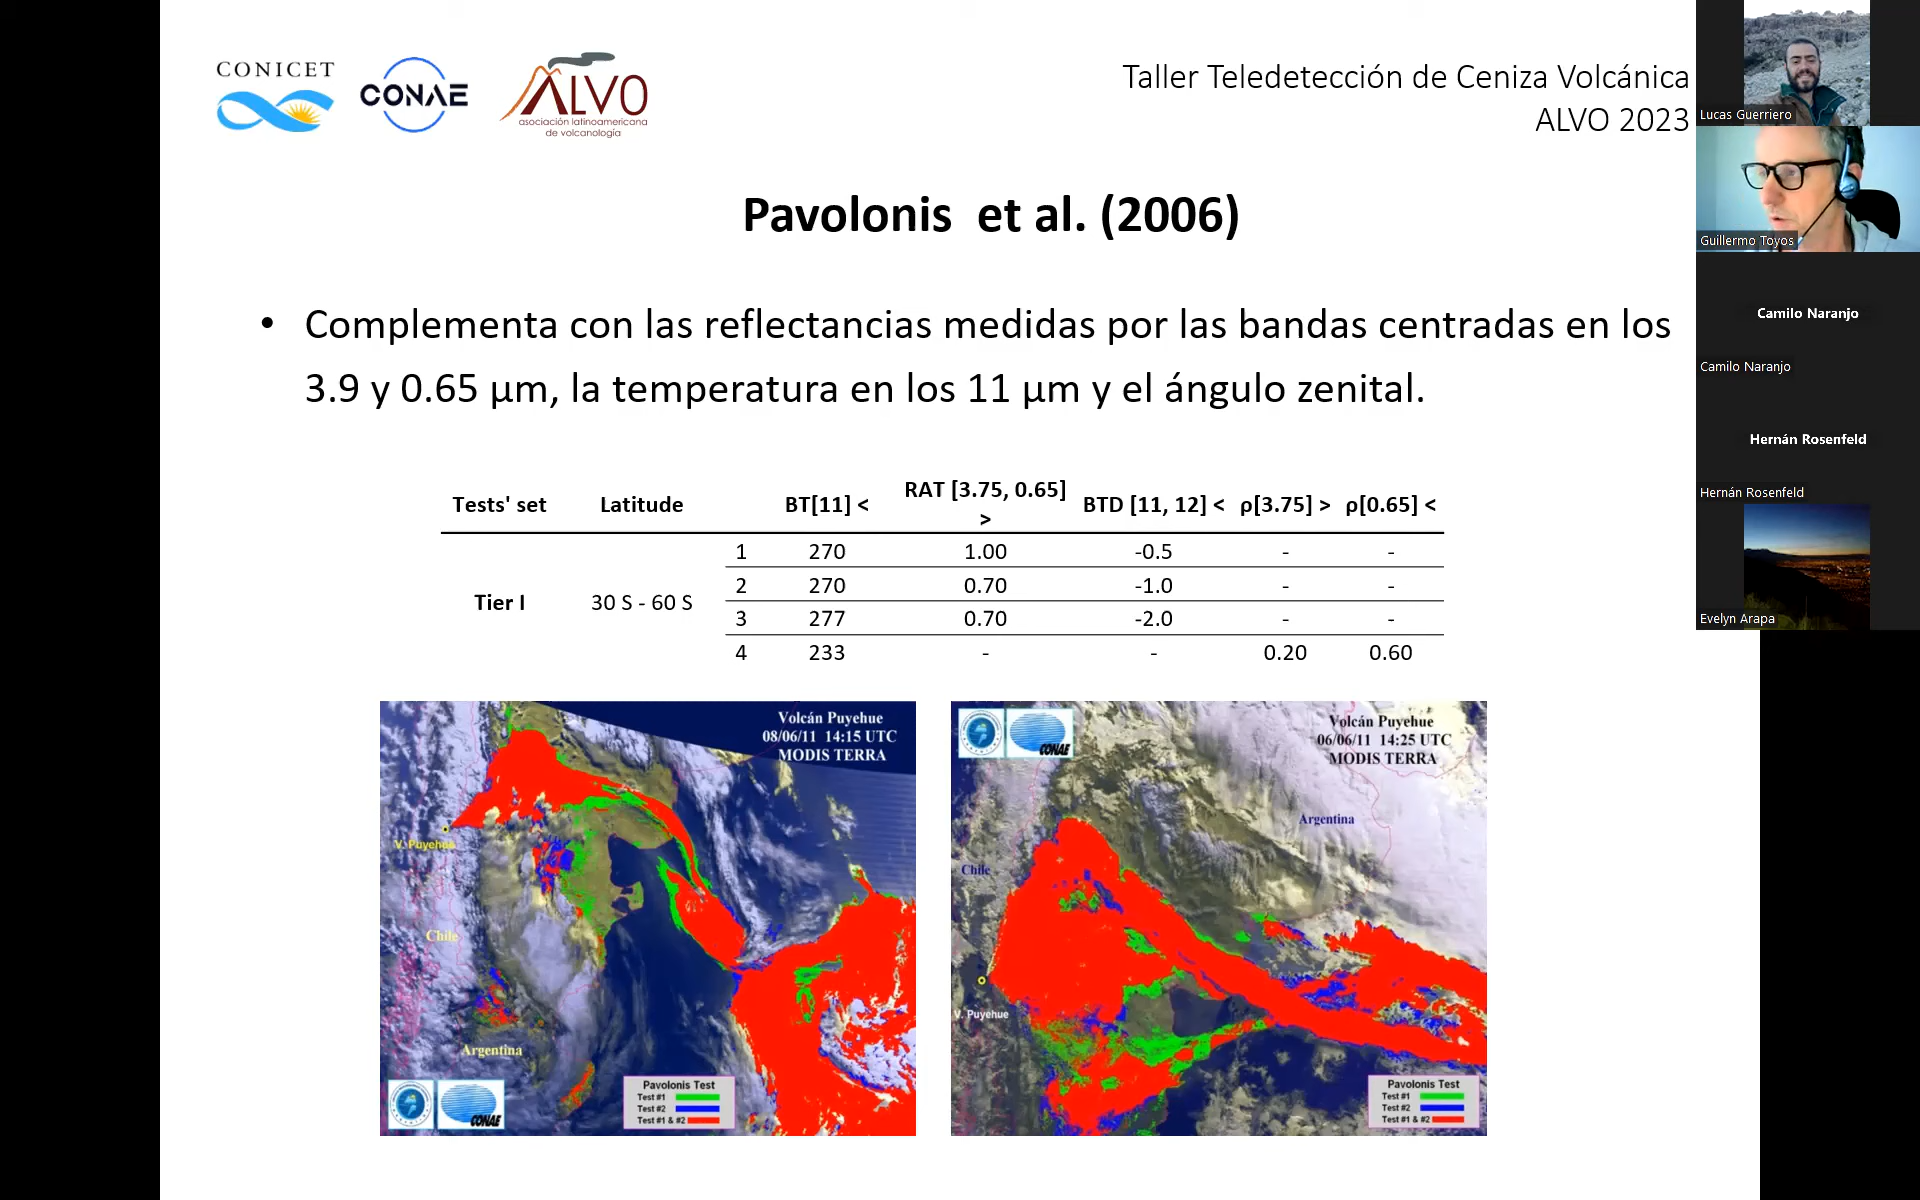 CONICET
CONAE
ALVO
asociación latinoamericana
de volcanología
Taller Teledetección de Ceniza Volcánica
ALVO 2023
Pavolonis et al. (2006)
• Complementa con las reflectancias medidas por las bandas centradas en los
3.9 y 0.65 µm, la temperatura en los 11 µm y el ángulo zenital.
Tests' set Latitude BT[11] < RAT [3.75, 0.65] > BTD [11, 12] < ρ[3.75] > ρ[0.65] <
Tier I 30 S - 60 S
1 270 1.00 -0.5 - -
2 270 0.70 -1.0 - -
3 277 0.70 -2.0 - -
4 233 - - 0.20 0.60
Volcán Puyehue
08/06/11 14:15 UTC
MODIS TERRA
V. Puyehue
Chile
Argentina
CONAE
Pavolonis Test
Test #1
Test #2
Test #1 & #2
CONAE
Volcán Puyehue
06/06/11 14:25 UTC
MODIS TERRA
Argentina
Chile
V. Puyehue
Pavolonis Test
Test #1
Test #2
Test #1 & #2
Lucas Guerriero
Guillermo Toyos
Camilo Naranjo
Camilo Naranjo
Hernán Rosenfeld
Hernán Rosenfeld
Evelyn Arapa